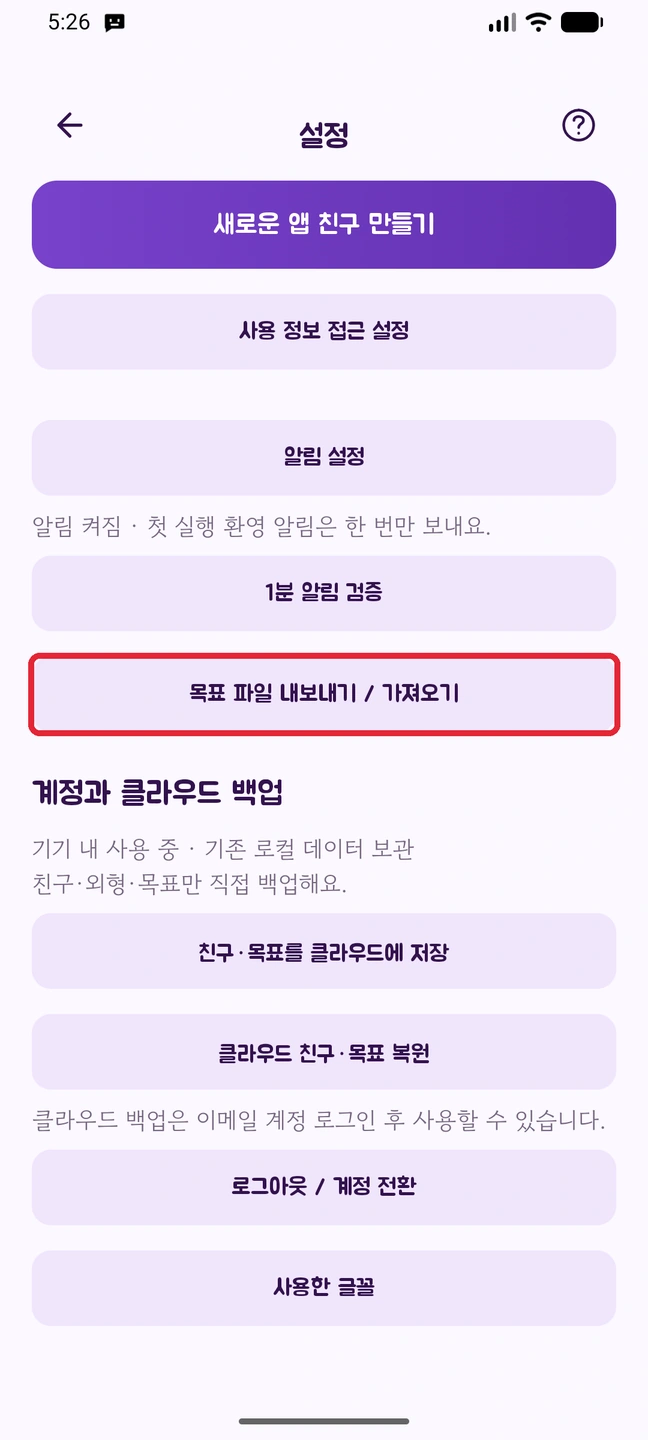 5:26
설정
새로운 앱 친구 만들기
사용 정보 접근 설정
알림 설정
알림 켜짐 · 첫 실행 환영 알림은 한 번만 보내요.
1분 알림 검증
목표 파일 내보내기 / 가져오기
계정과 클라우드 백업
기기 내 사용 중 · 기존 로컬 데이터 보관
친구·외형·목표만 직접 백업해요.
친구·목표를 클라우드에 저장
클라우드 친구·목표 복원
클라우드 백업은 이메일 계정 로그인 후 사용할 수 있습니다.
로그아웃 / 계정 전환
사용한 글꼴